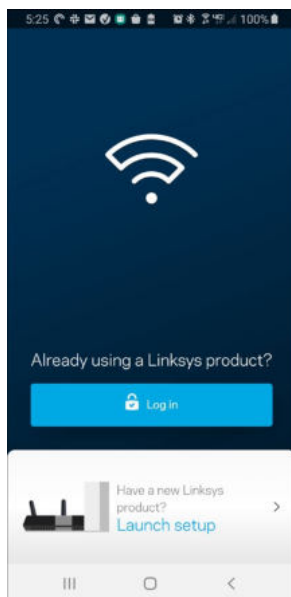 5:25 100%
Already using a Linksys product?
Log in
Have a new Linksys
product?
Launch setup